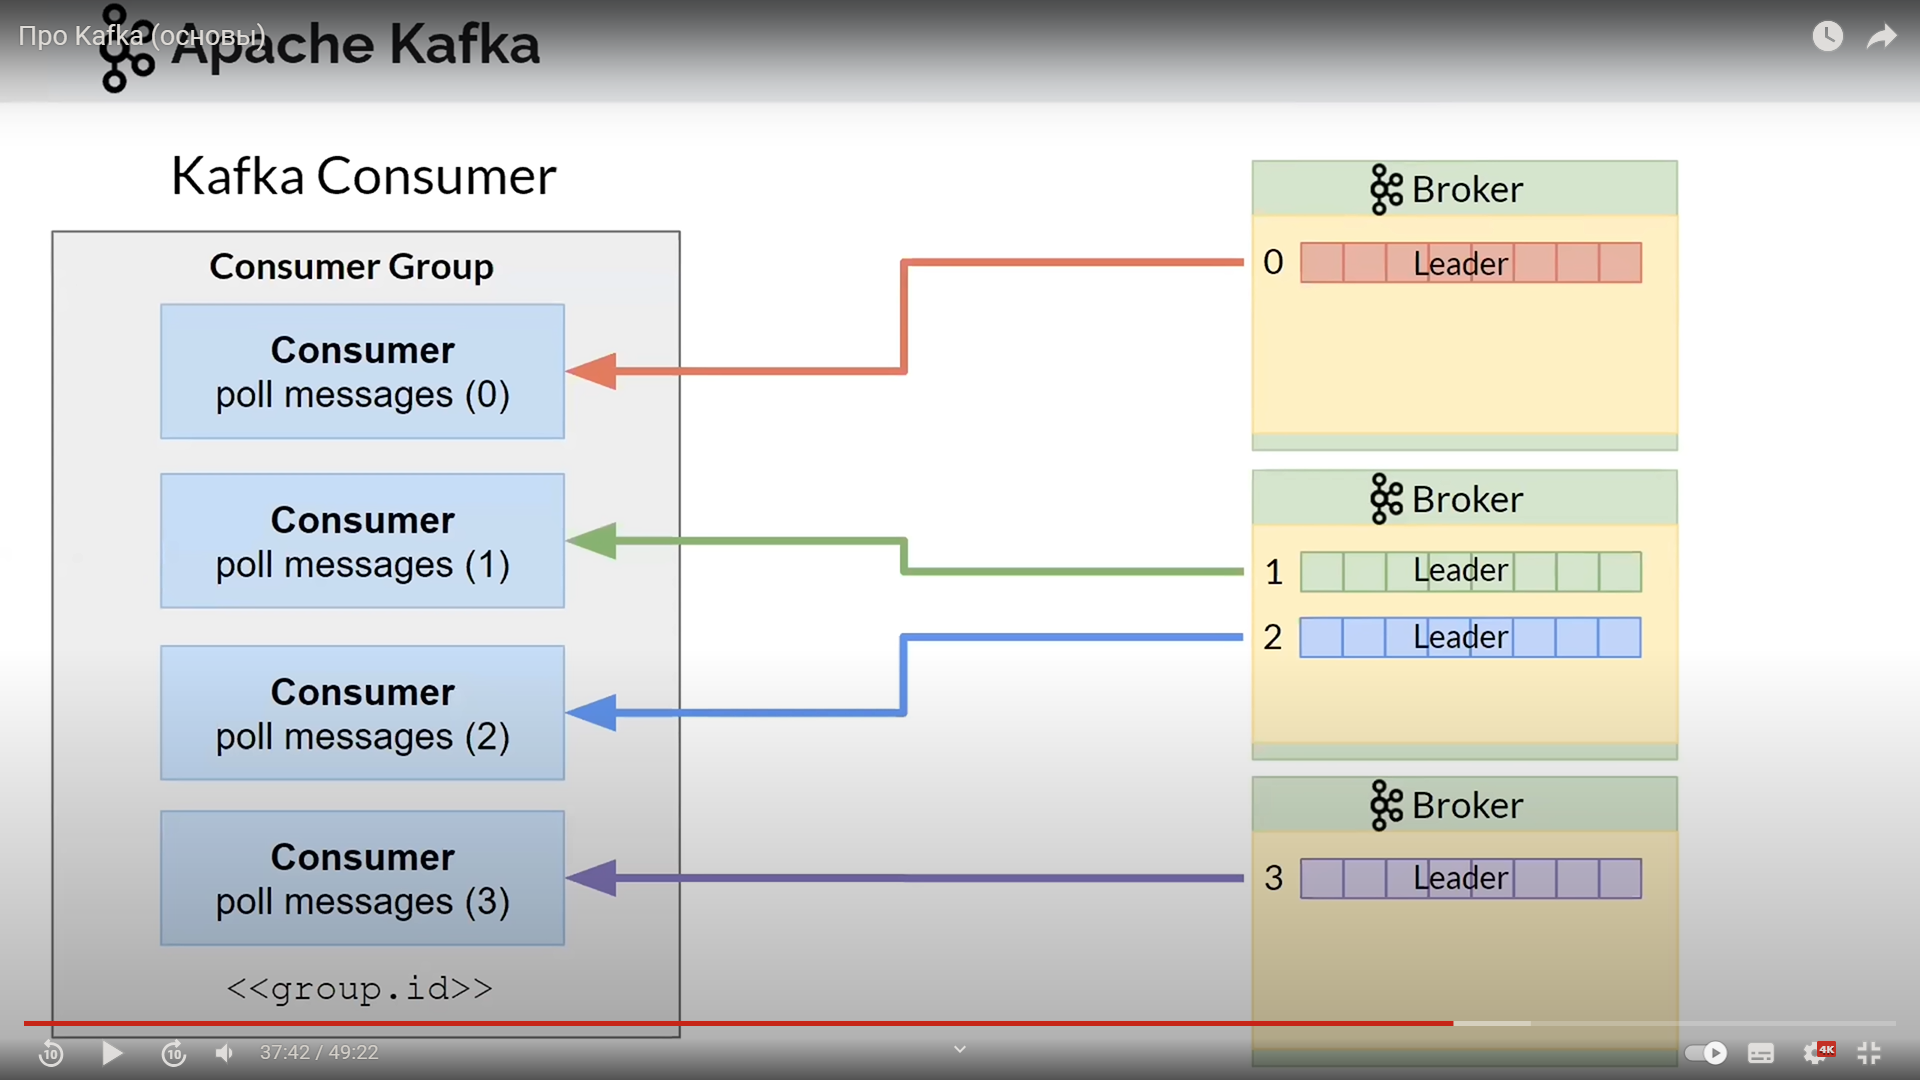 Про Kafka (основы)
Apache Kafka
Kafka Consumer
Consumer Group
Consumer
poll messages (0)
Consumer
poll messages (1)
Consumer
poll messages (2)
Consumer
poll messages (3)
<<group.id>>
Broker
0 Leader
Broker
1 Leader
2 Leader
Broker
3 Leader
10
10
37:42 / 49:22
4K